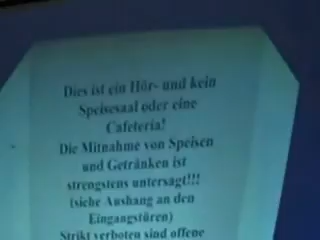 Dies ist ein Hör- und kein
Speisesaal oder eine
Cafeteria!
Die Mitnahme von Speisen
und Getränken ist
strengstens untersagt!!!
(siehe Aushang an den
Eingangstüren)
Strikt verboten sind offene